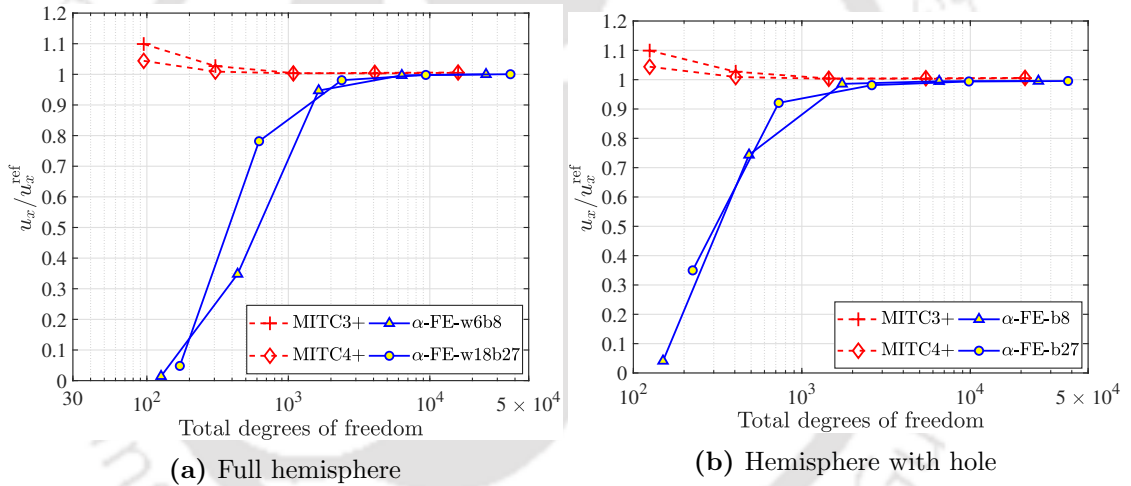 1.2
1.1
1
0.9
0.8
0.7
0.6
0.5
0.4
0.3
0.2
0.1
0
u_x/u_x^ref
30
10^2
10^3
10^4
5 × 10^4
Total degrees of freedom
MITC3+ α-FE-w6b8
MITC4+ α-FE-w18b27
(a) Full hemisphere
1.2
1.1
1
0.9
0.8
0.7
0.6
0.5
0.4
0.3
0.2
0.1
0
u_x/u_x^ref
10^2
10^3
10^4
5 × 10^4
Total degrees of freedom
MITC3+ α-FE-b8
MITC4+ α-FE-b27
(b) Hemisphere with hole